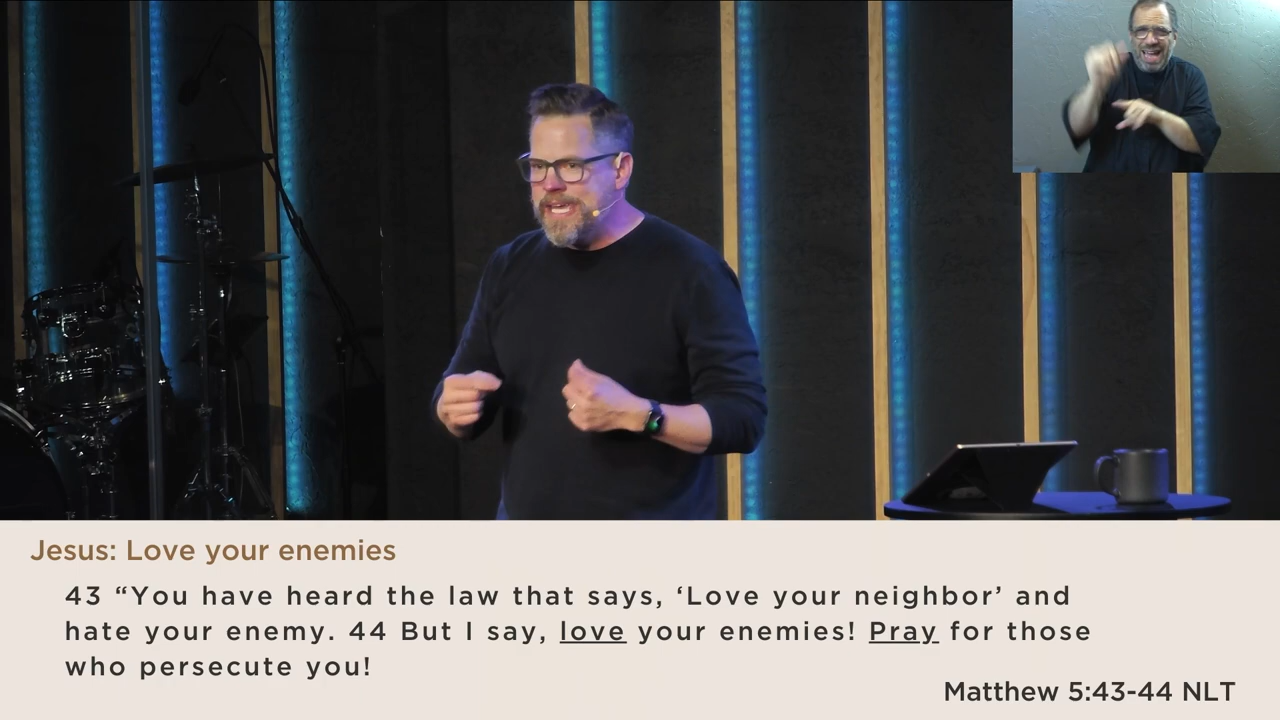 Jesus: Love your enemies
43 “You have heard the law that says, ‘Love your neighbor’ and
hate your enemy. 44 But I say, love your enemies! Pray for those
who persecute you!
Matthew 5:43-44 NLT